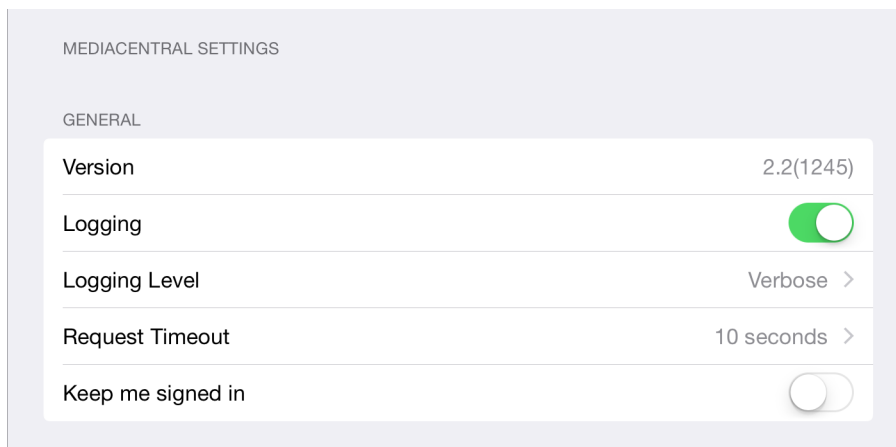 MEDIACENTRAL SETTINGS
GENERAL
Version 2.2(1245)
Logging
Logging Level Verbose
Request Timeout 10 seconds
Keep me signed in